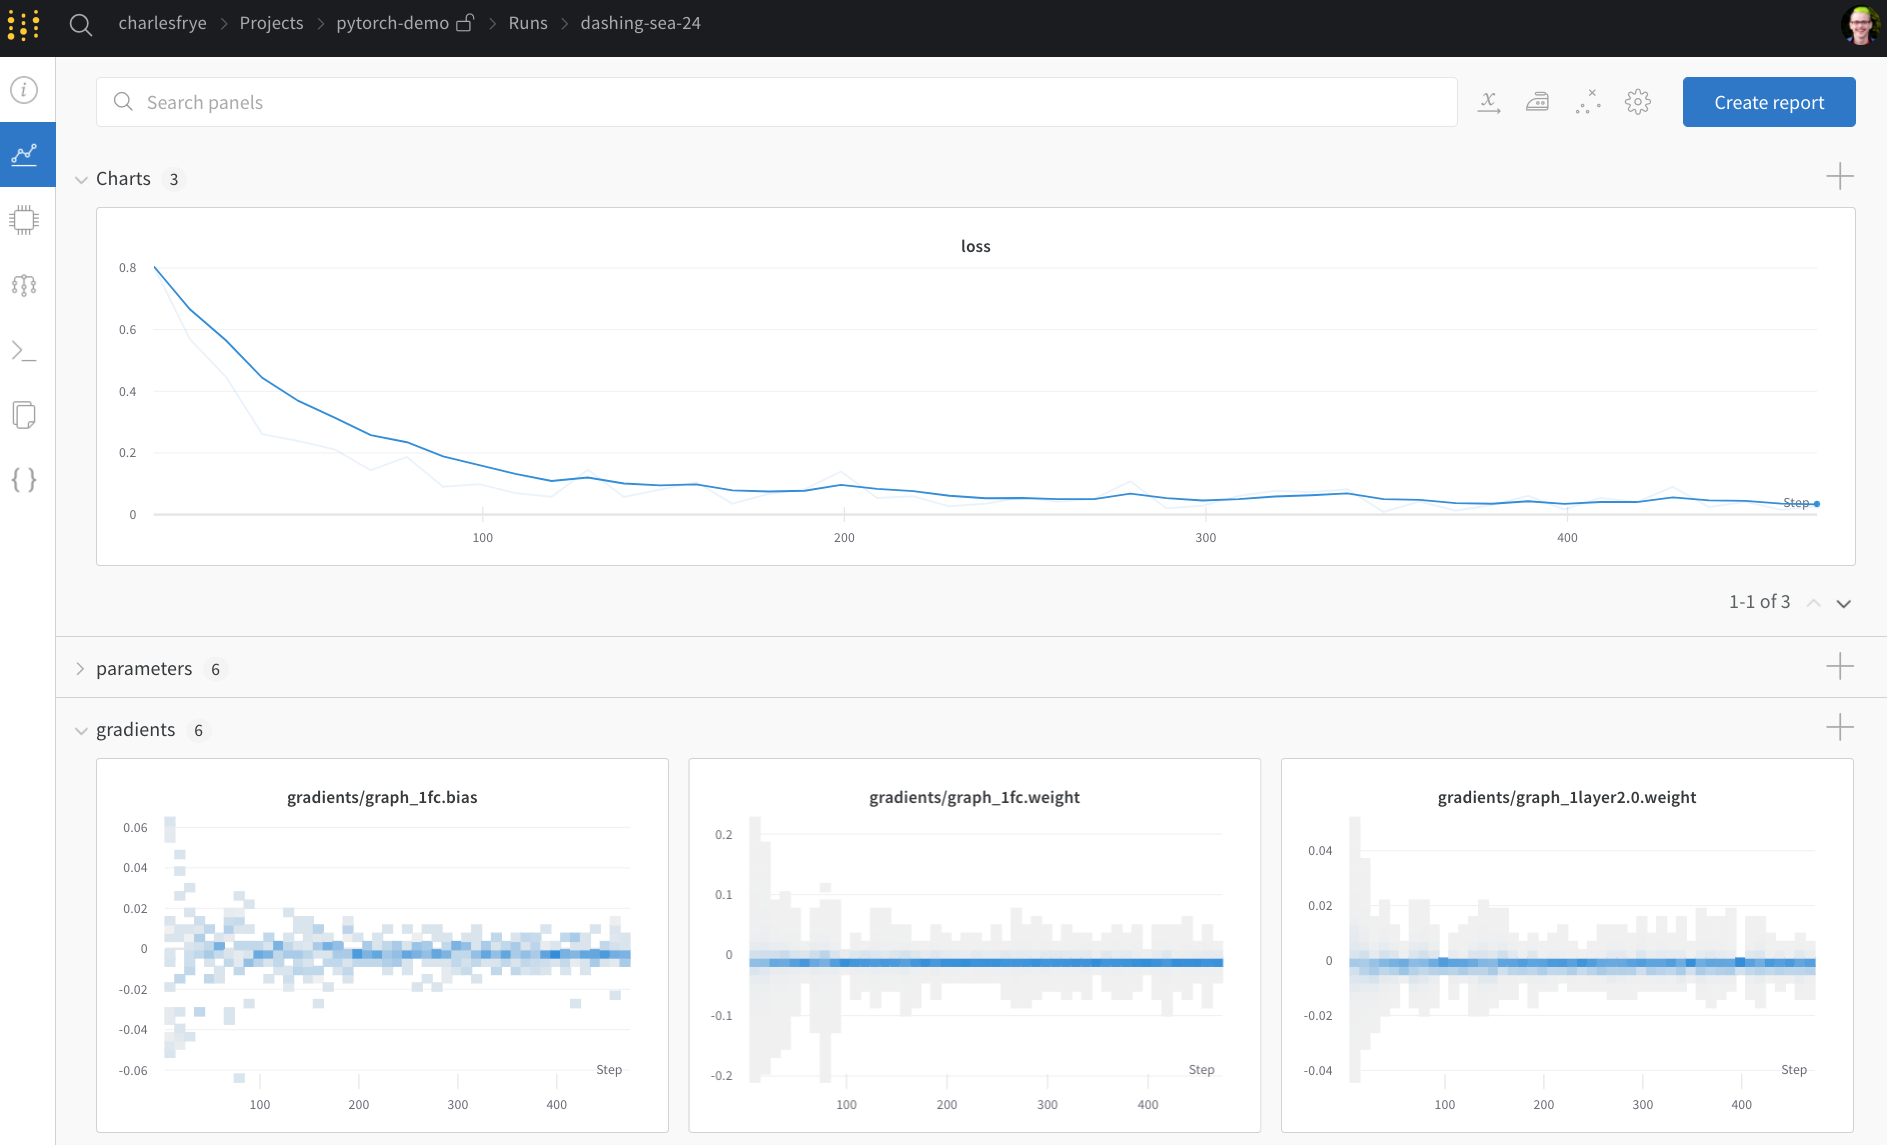 charlesfrye > Projects > pytorch-demo > Runs > dashing-sea-24
Search panels
Create report
Charts 3
loss
0.8
0.6
0.4
0.2
0
Step
100 200 300 400
1-1 of 3
parameters 6
gradients 6
gradients/graph_1fc.bias
0.06
0.04
0.02
0
-0.02
-0.04
-0.06
Step
100 200 300 400
gradients/graph_1fc.weight
0.2
0.1
0
-0.1
-0.2
Step
100 200 300 400
gradients/graph_1layer2.0.weight
0.04
0.02
0
-0.02
-0.04
Step
100 200 300 400